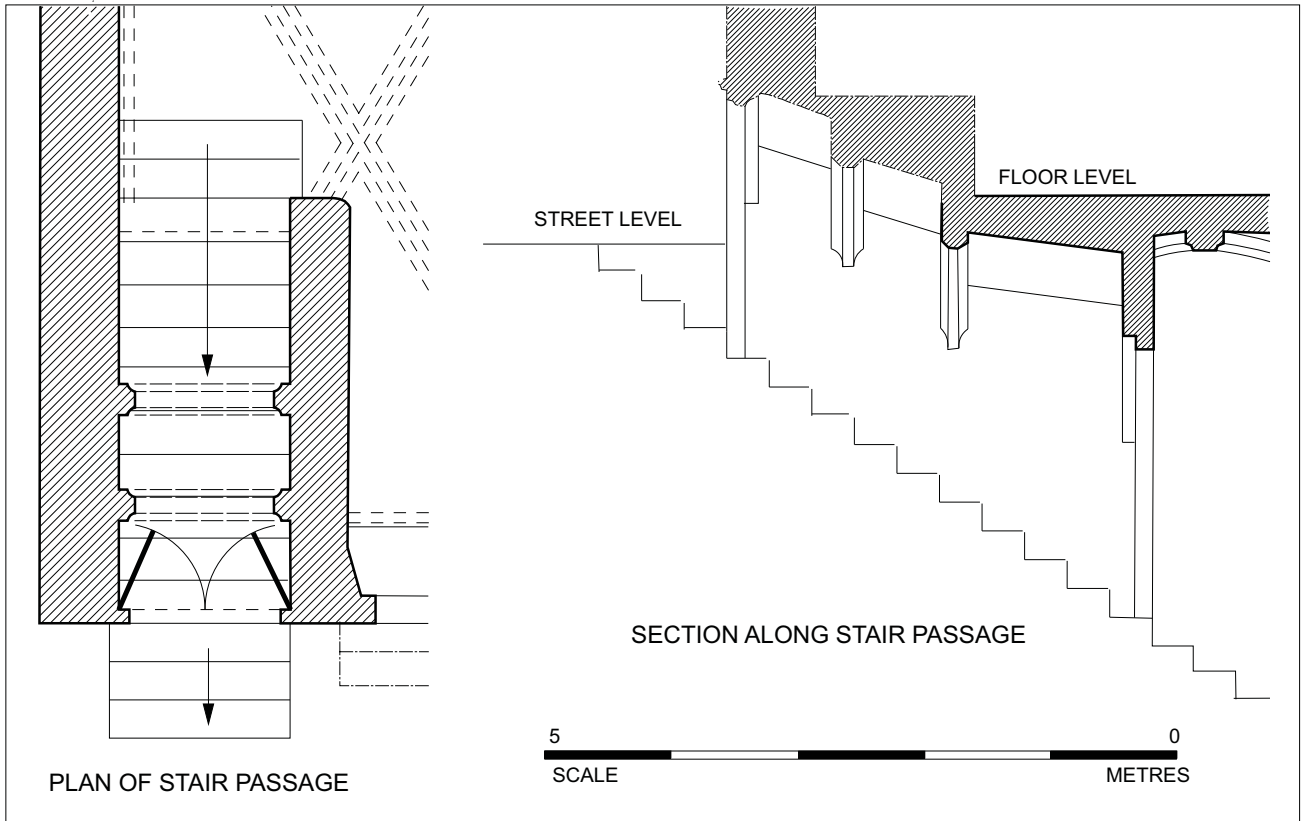 FLOOR LEVEL
STREET LEVEL
SECTION ALONG STAIR PASSAGE
5 0
SCALE METRES
PLAN OF STAIR PASSAGE